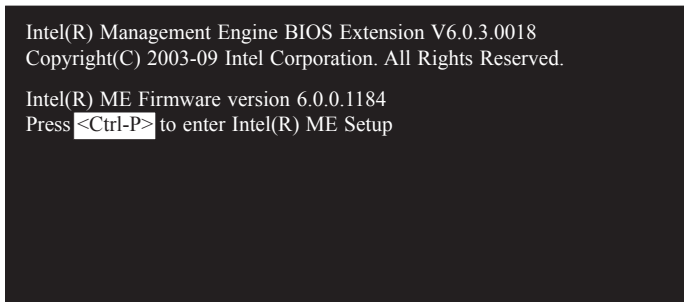 Intel(R) Management Engine BIOS Extension V6.0.3.0018
Copyright(C) 2003-09 Intel Corporation. All Rights Reserved.
Intel(R) ME Firmware version 6.0.0.1184
Press <Ctrl-P> to enter Intel(R) ME Setup